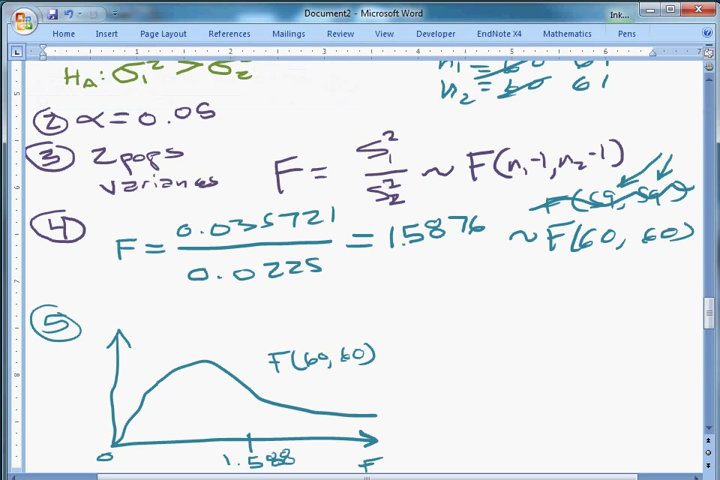 Document2 - Microsoft Word
Ink...
Home Insert Page Layout References Mailings Review View Developer EndNote X4 Mathematics Pens
H_A: σ₁² > σ₂²
n₁ = 60 61
n₂ = 60 61
② α = 0.05
③ 2 pops
variances
F = S₁²/S₂² ~ F(n₁-1, n₂-1)
F(59, 59)
④ F = 0.035721/0.0225 = 1.5876 ~ F(60, 60)
⑤
F(60, 60)
0 1.588 F